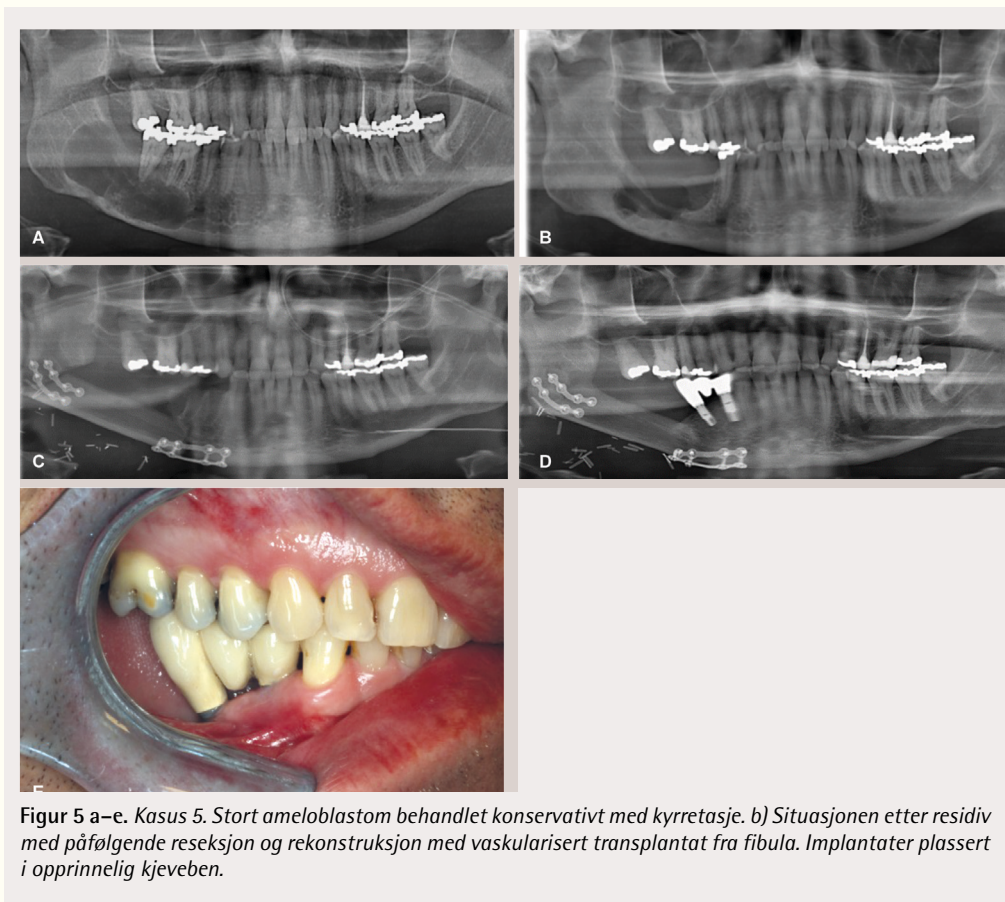 A
B
C
D
E
Figur 5 a–e. Kasus 5. Stort ameloblastom behandlet konservativt med kyrretasje. b) Situasjonen etter residiv
med påfølgende reseksjon og rekonstruksjon med vaskularisert transplantat fra fibula. Implantater plassert
i opprinnelig kjeveben.